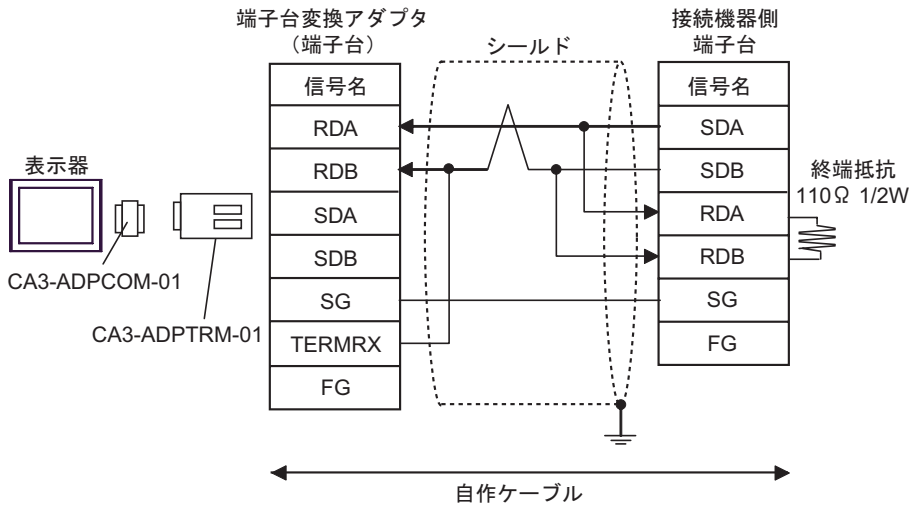 端子台変換アダプタ
（端子台）
シールド
接続機器側
端子台
信号名
RDA
RDB
SDA
SDB
SG
TERMRX
FG
信号名
SDA
SDB
RDA
RDB
SG
FG
終端抵抗
110Ω 1/2W
表示器
CA3-ADPCOM-01
CA3-ADPTRM-01
自作ケーブル